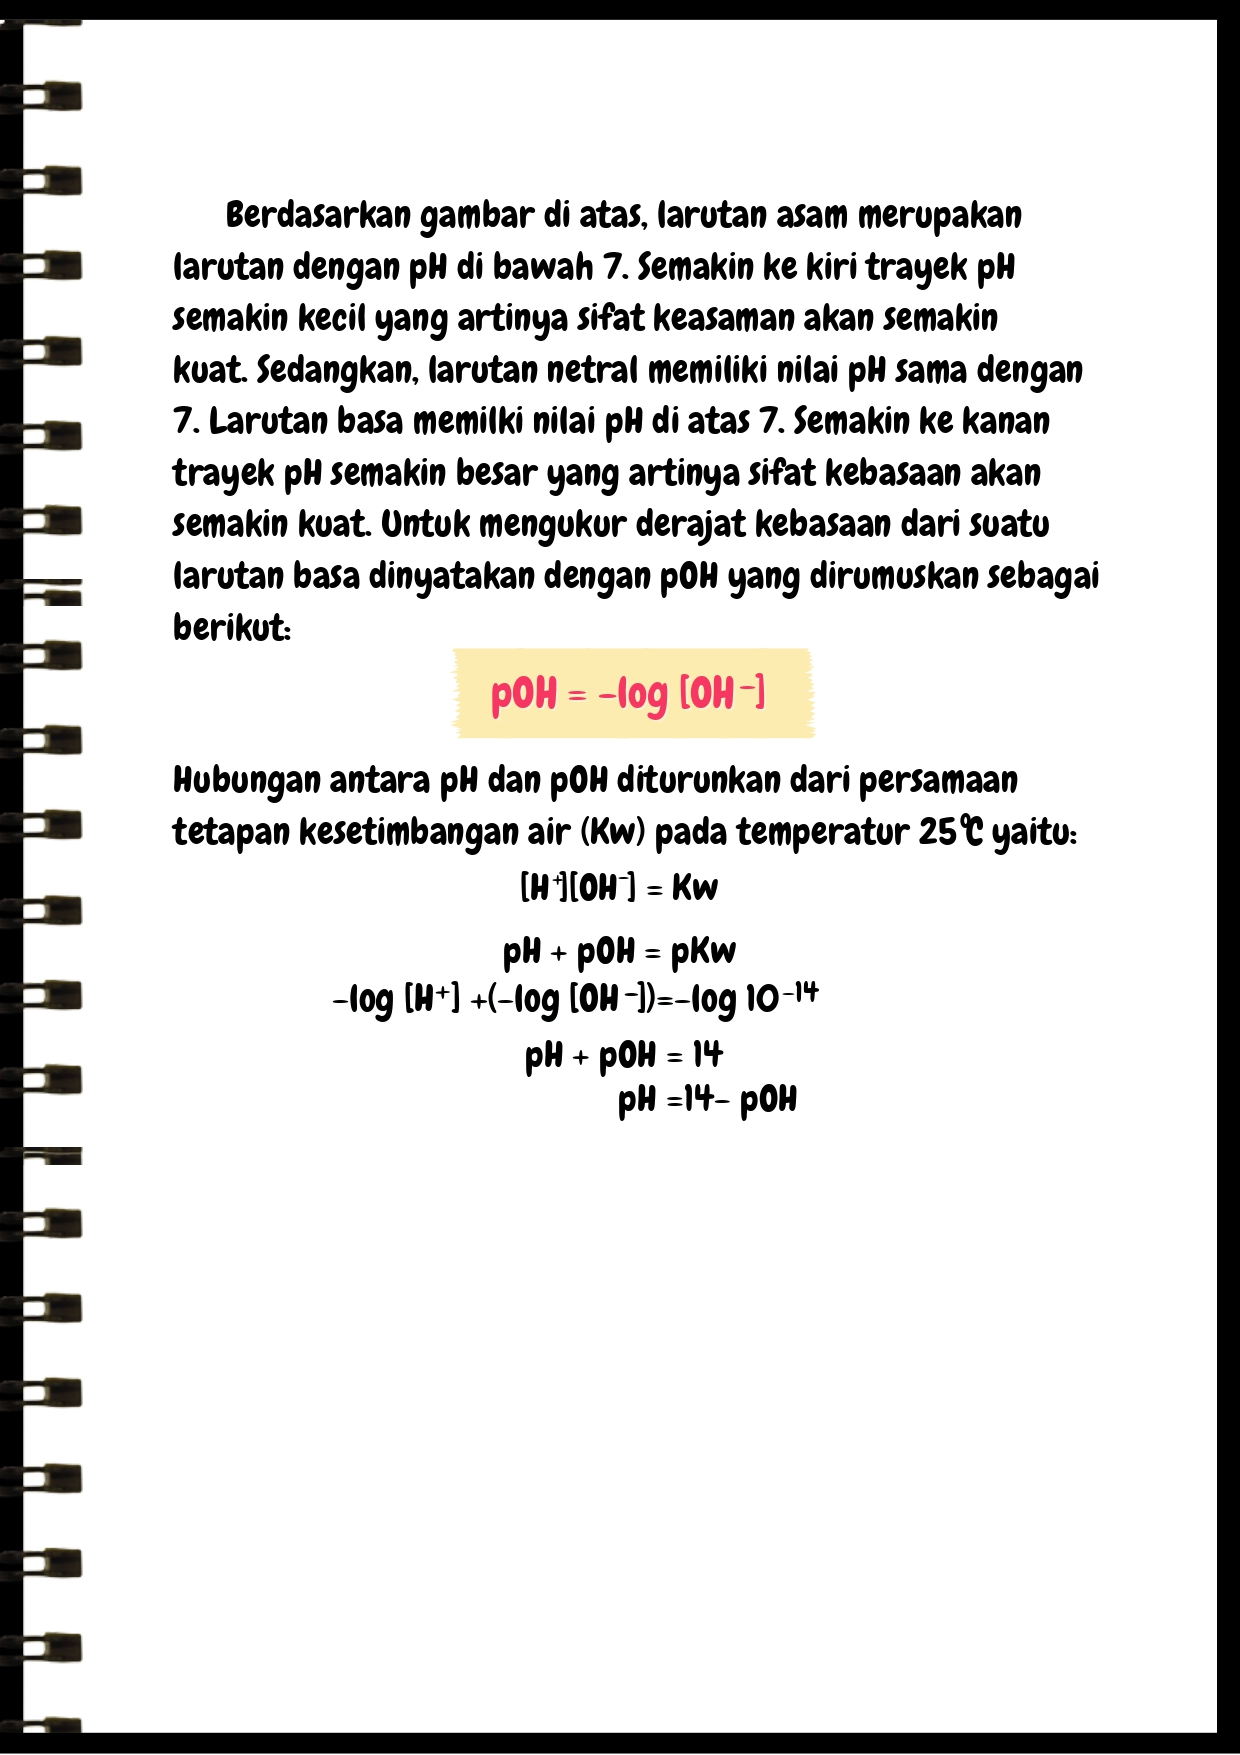 Berdasarkan gambar di atas, larutan asam merupakan
larutan dengan pH di bawah 7. Semakin ke kiri trayek pH
semakin kecil yang artinya sifat keasaman akan semakin
kuat. Sedangkan, larutan netral memiliki nilai pH sama dengan
7. Larutan basa memilki nilai pH di atas 7. Semakin ke kanan
trayek pH semakin besar yang artinya sifat kebasaan akan
semakin kuat. Untuk mengukur derajat kebasaan dari suatu
larutan basa dinyatakan dengan pOH yang dirumuskan sebagai
berikut:
pOH = -log [OH⁻]
Hubungan antara pH dan pOH diturunkan dari persamaan
tetapan kesetimbangan air (Kw) pada temperatur 25℃ yaitu:
[H⁺][OH⁻] = Kw
pH + pOH = pKw
-log [H⁺] +(-log [OH⁻])=-log 10⁻¹⁴
pH + pOH = 14
pH =14- pOH